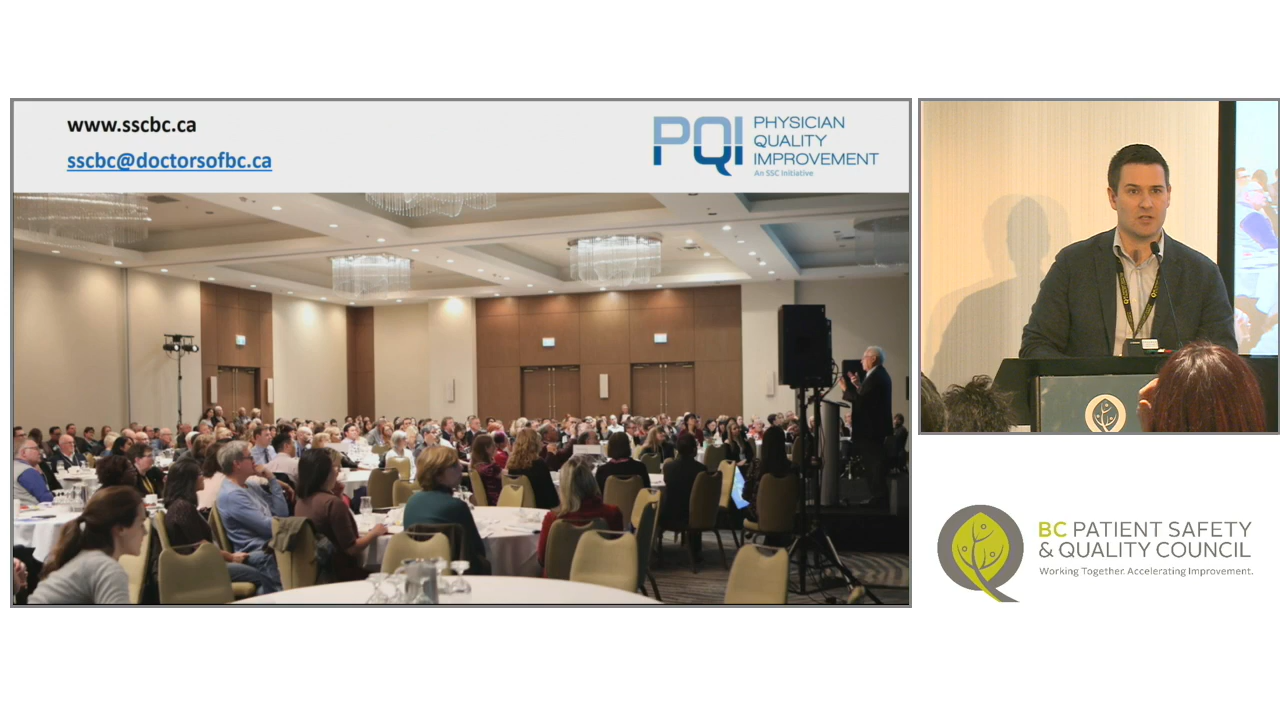 www.sscbc.ca
sscbc@doctorsofbc.ca
PQI
PHYSICIAN
QUALITY
IMPROVEMENT
An SSC Initiative
BC PATIENT SAFETY
& QUALITY COUNCIL
Working Together. Accelerating Improvement.